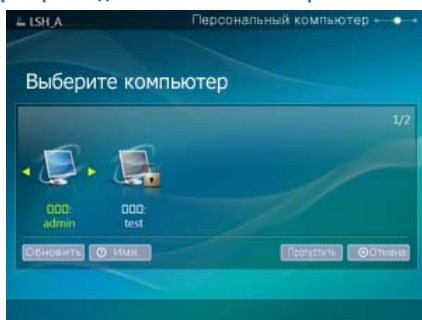 LSH_A
Персональный компьютер
Выберите компьютер
1/2
□□□:
admin
□□□:
test
Обновить
Имя
Пропустить
Отмена